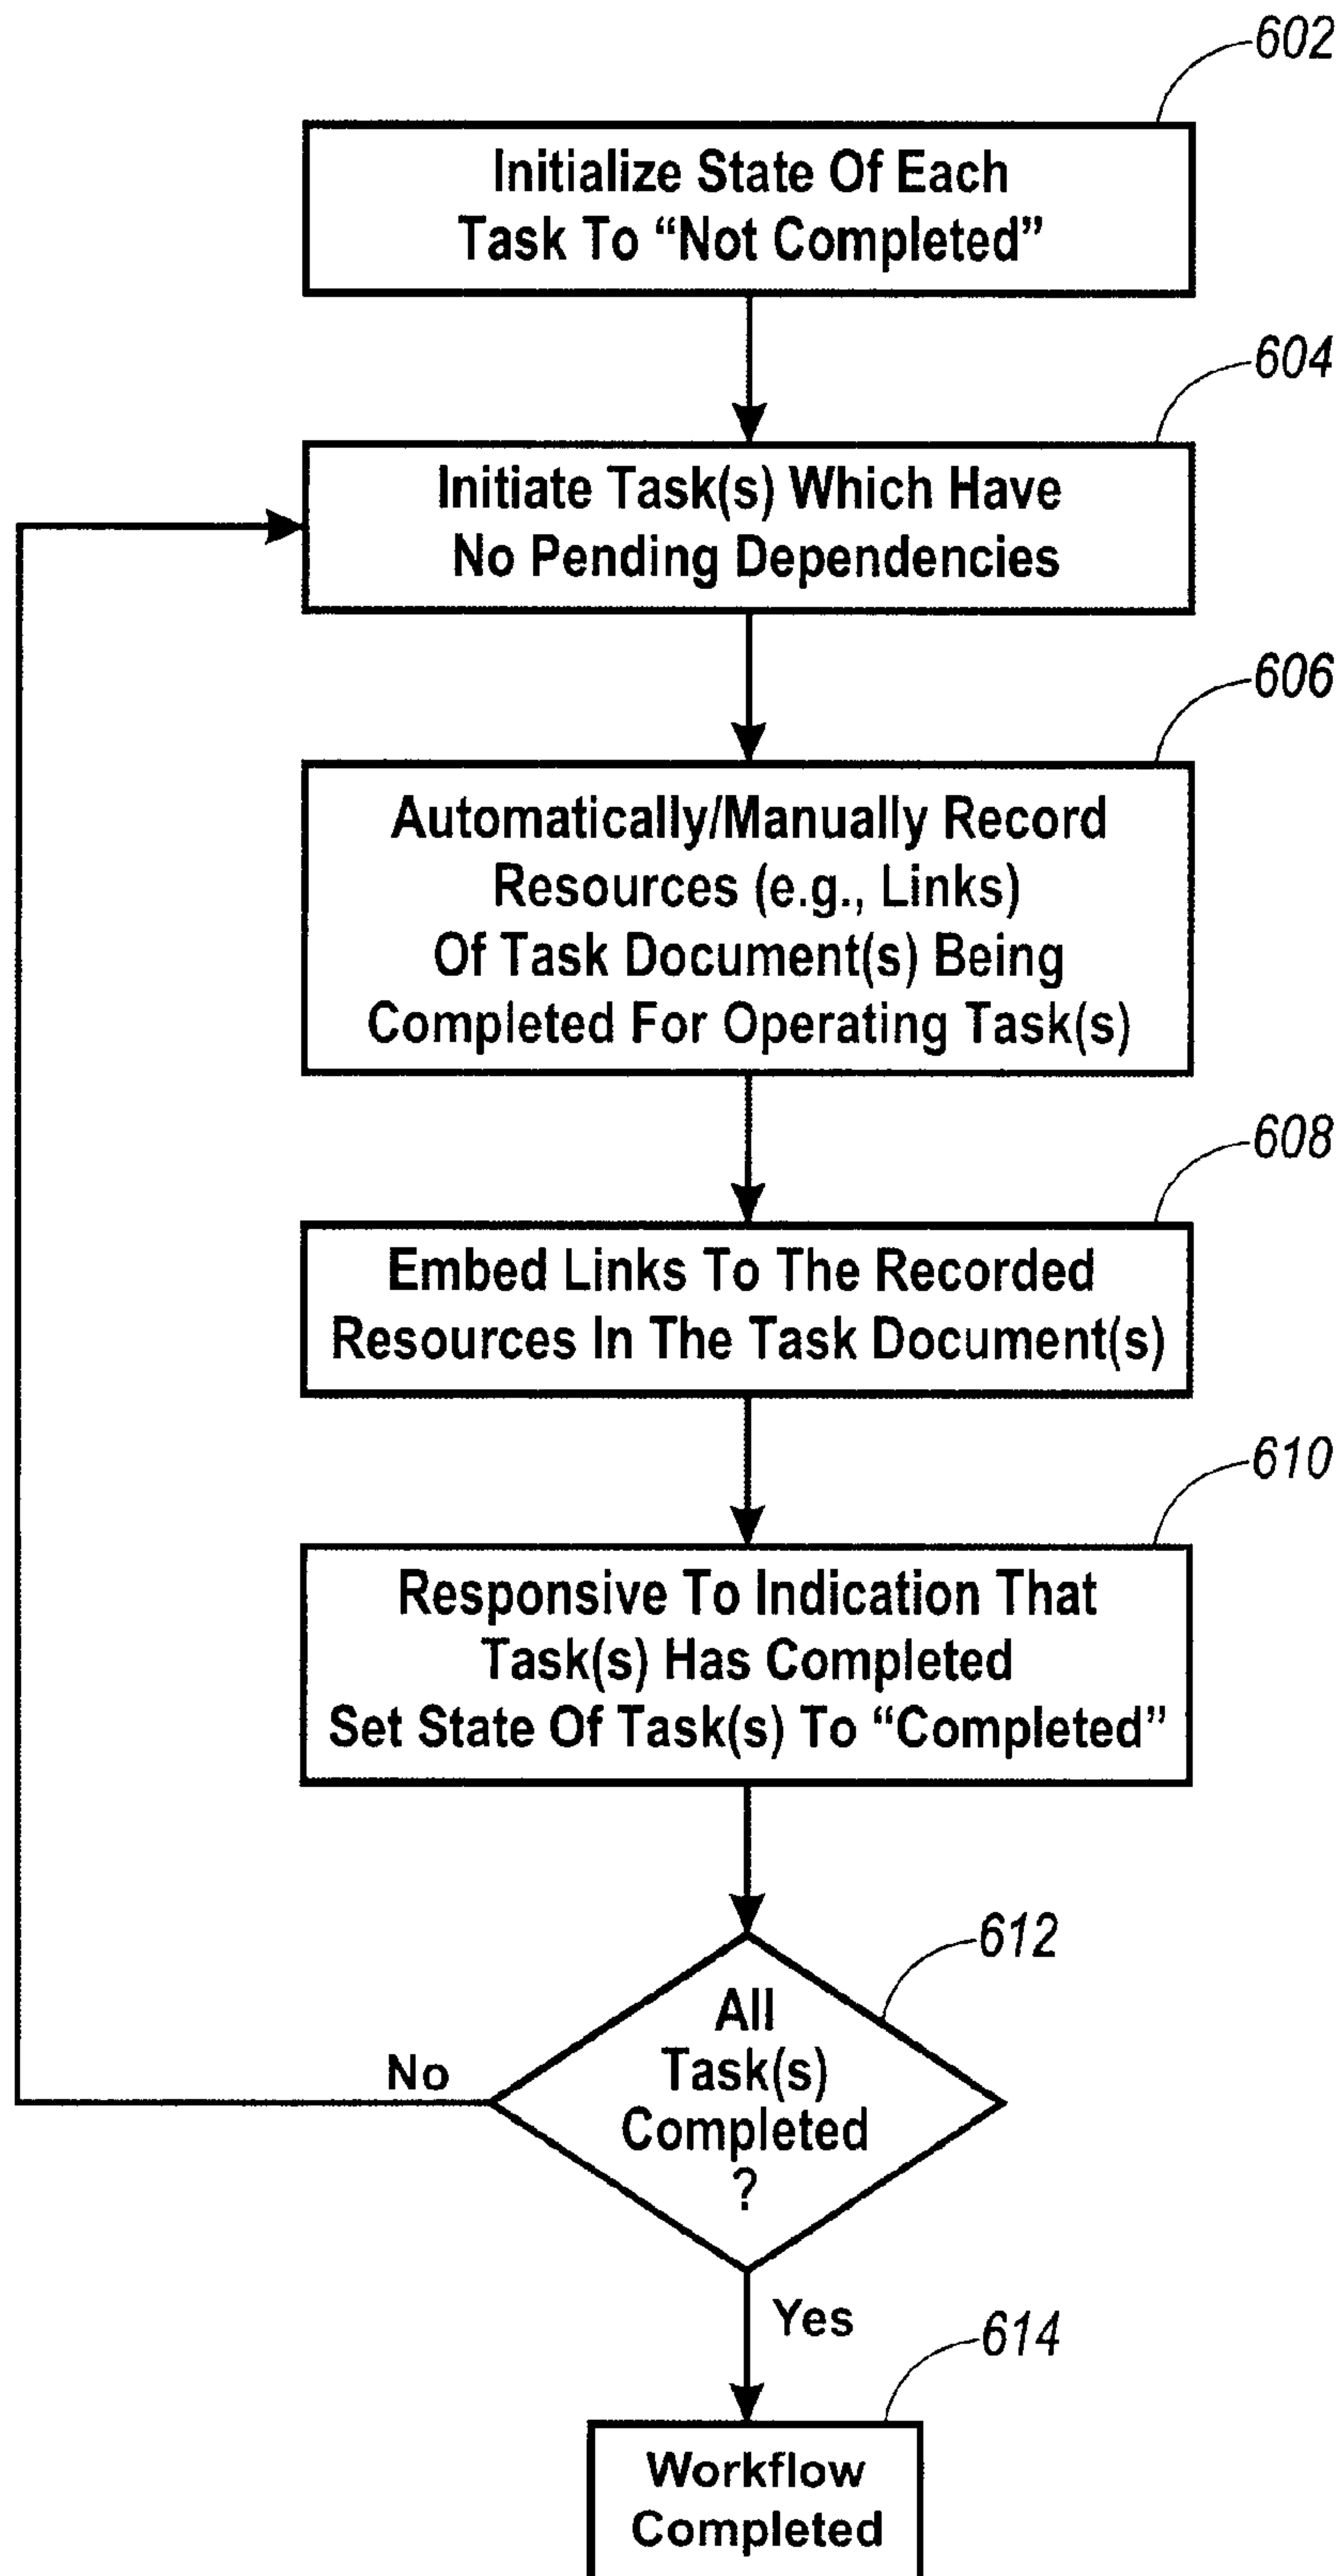 602
Initialize State Of Each
Task To “Not Completed”
604
Initiate Task(s) Which Have
No Pending Dependencies
606
Automatically/Manually Record
Resources (e.g., Links)
Of Task Document(s) Being
Completed For Operating Task(s)
608
Embed Links To The Recorded
Resources In The Task Document(s)
610
Responsive To Indication That
Task(s) Has Completed
Set State Of Task(s) To “Completed”
612
All
Task(s)
Completed
?
No
Yes
614
Workflow
Completed